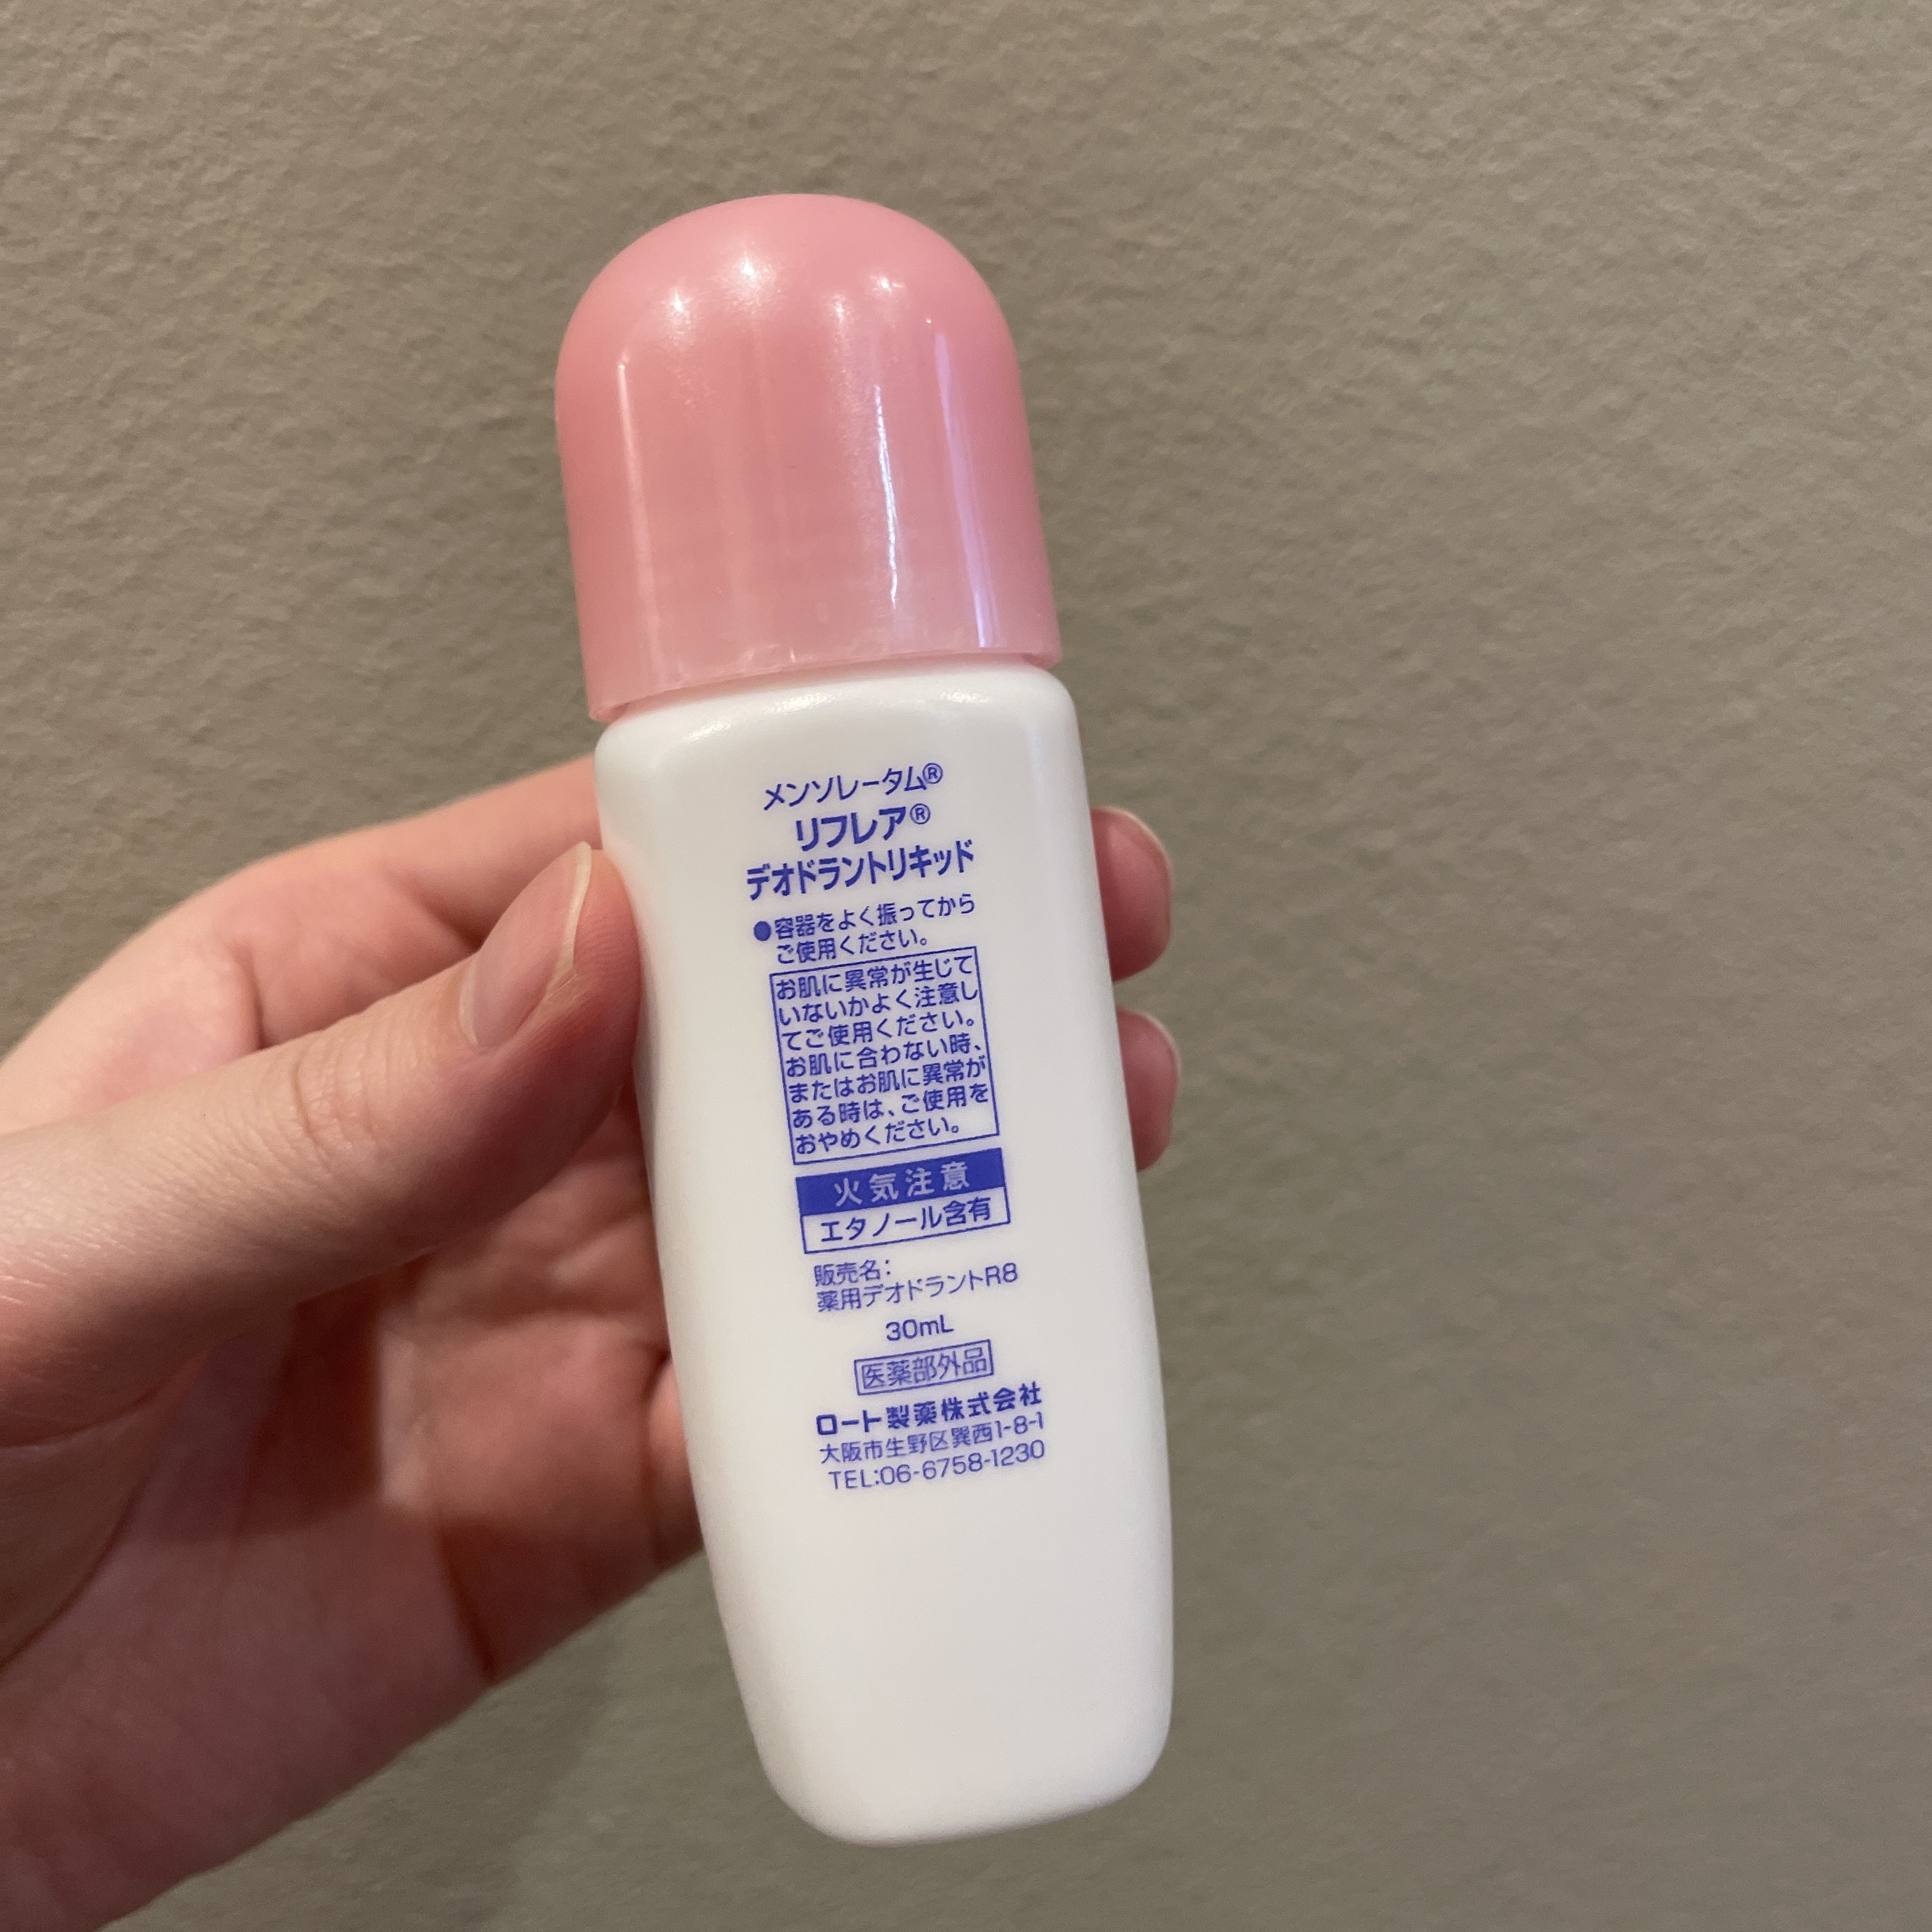 メンソレータム®
リフレア®
デオドラントリキッド
●容器をよく振ってから
ご使用ください。
お肌に異常が生じて
いないかよく注意し
てご使用ください。
お肌に合わない時、
またはお肌に異常が
ある時は、ご使用を
おやめください。
火気注意
エタノール含有
販売名:
薬用デオドラントR8
30mL
医薬部外品
ロート製薬株式会社
大阪市生野区巽西1-8-1
TEL:06-6758-1230